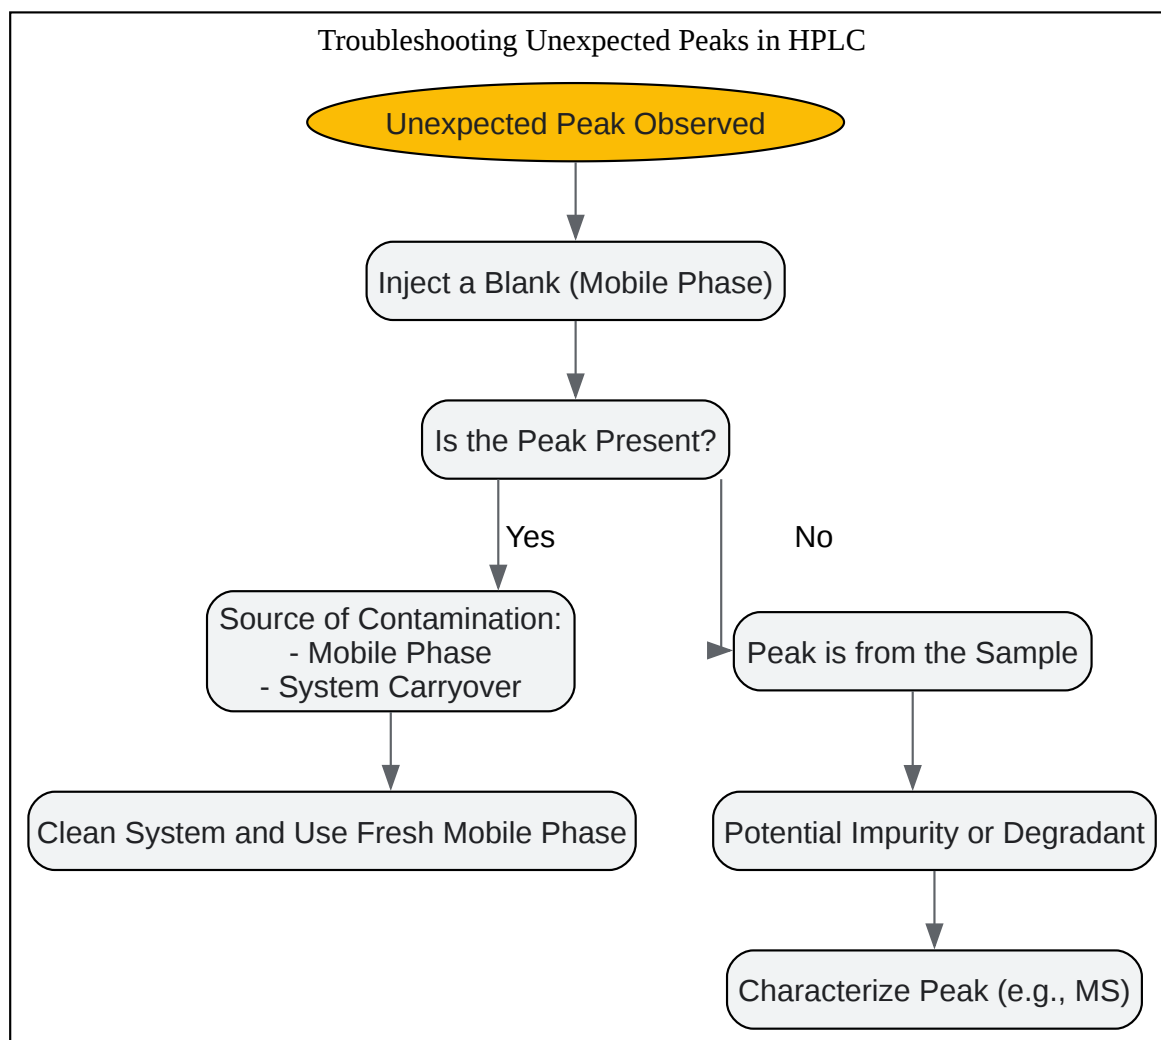 Troubleshooting Unexpected Peaks in HPLC
Unexpected Peak Observed
Inject a Blank (Mobile Phase)
Is the Peak Present?
Yes
No
Source of Contamination:
- Mobile Phase
- System Carryover
Peak is from the Sample
Clean System and Use Fresh Mobile Phase
Potential Impurity or Degradant
Characterize Peak (e.g., MS)